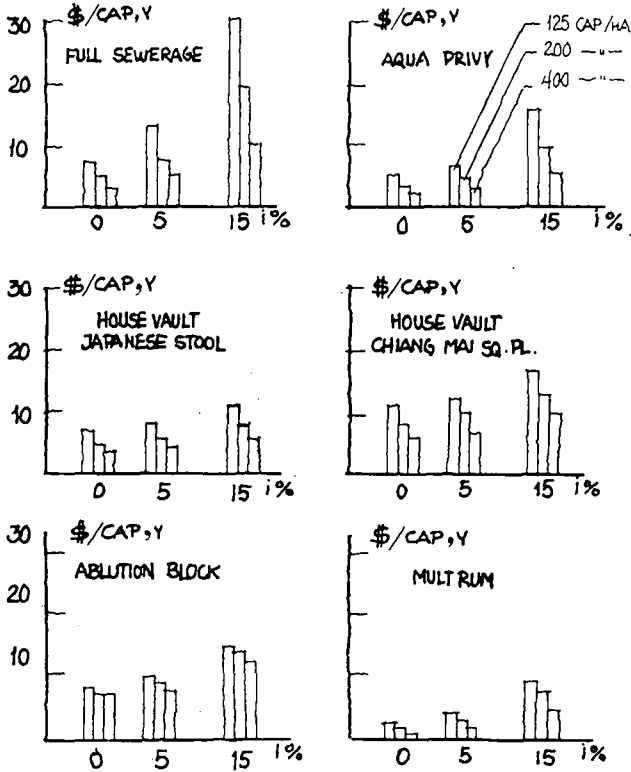 30 $/CAP,Y
FULL SEWERAGE
20
10
0 5 15 i%
$/CAP,Y
AQUA PRIVY
125 CAP/HA
200 —"—
400 —"—
0 5 15 i%
30 $/CAP,Y
HOUSE VAULT
JAPANESE STOOL
20
10
0 5 15 i%
$/CAP,Y
HOUSE VAULT
CHIANG MAI SQ.PL.
0 5 15 i%
30 $/CAP,Y
ABLUTION BLOCK
20
10
0 5 15 i%
$/CAP,Y
MULTRUM
0 5 15 i%